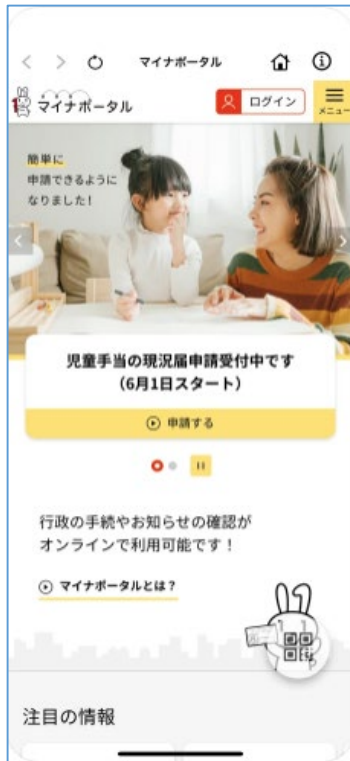 マイナポータル
マイナポータル
ログイン
メニュー
簡単に
申請できるように
なりました!
児童手当の現況届申請受付中です
(6月1日スタート)
申請する
行政の手続やお知らせの確認が
オンラインで利用可能です!
マイナポータルとは?
注目の情報